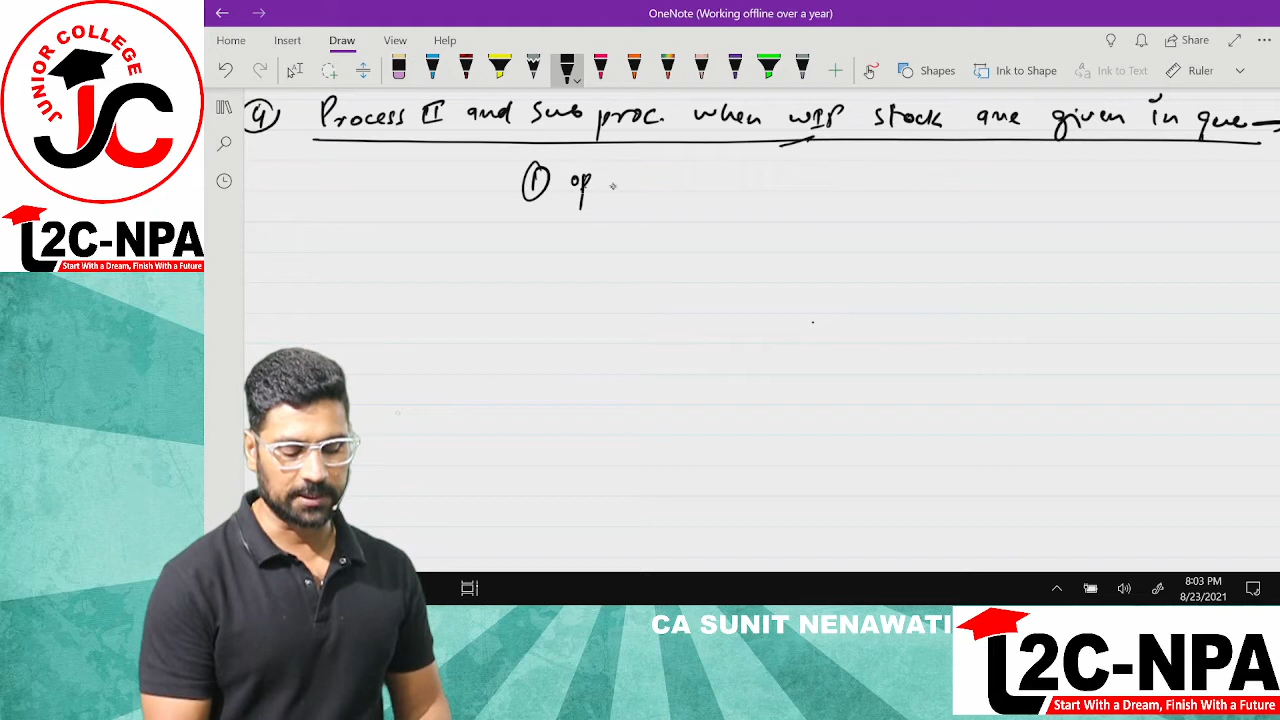 OneNote (Working offline over a year)
Home Insert Draw View Help Share
Shapes Ink to Shape Ink to Text Ruler
JUNIOR COLLEGE
JC
L2C-NPA
Start With a Dream, Finish With a Future
4 Process II and Sub proc. when WIP stock are given in que
1 op
8:03 PM
8/23/2021
CA SUNIT NENAWATI
L2C-NPA
Start With a Dream, Finish With a Future